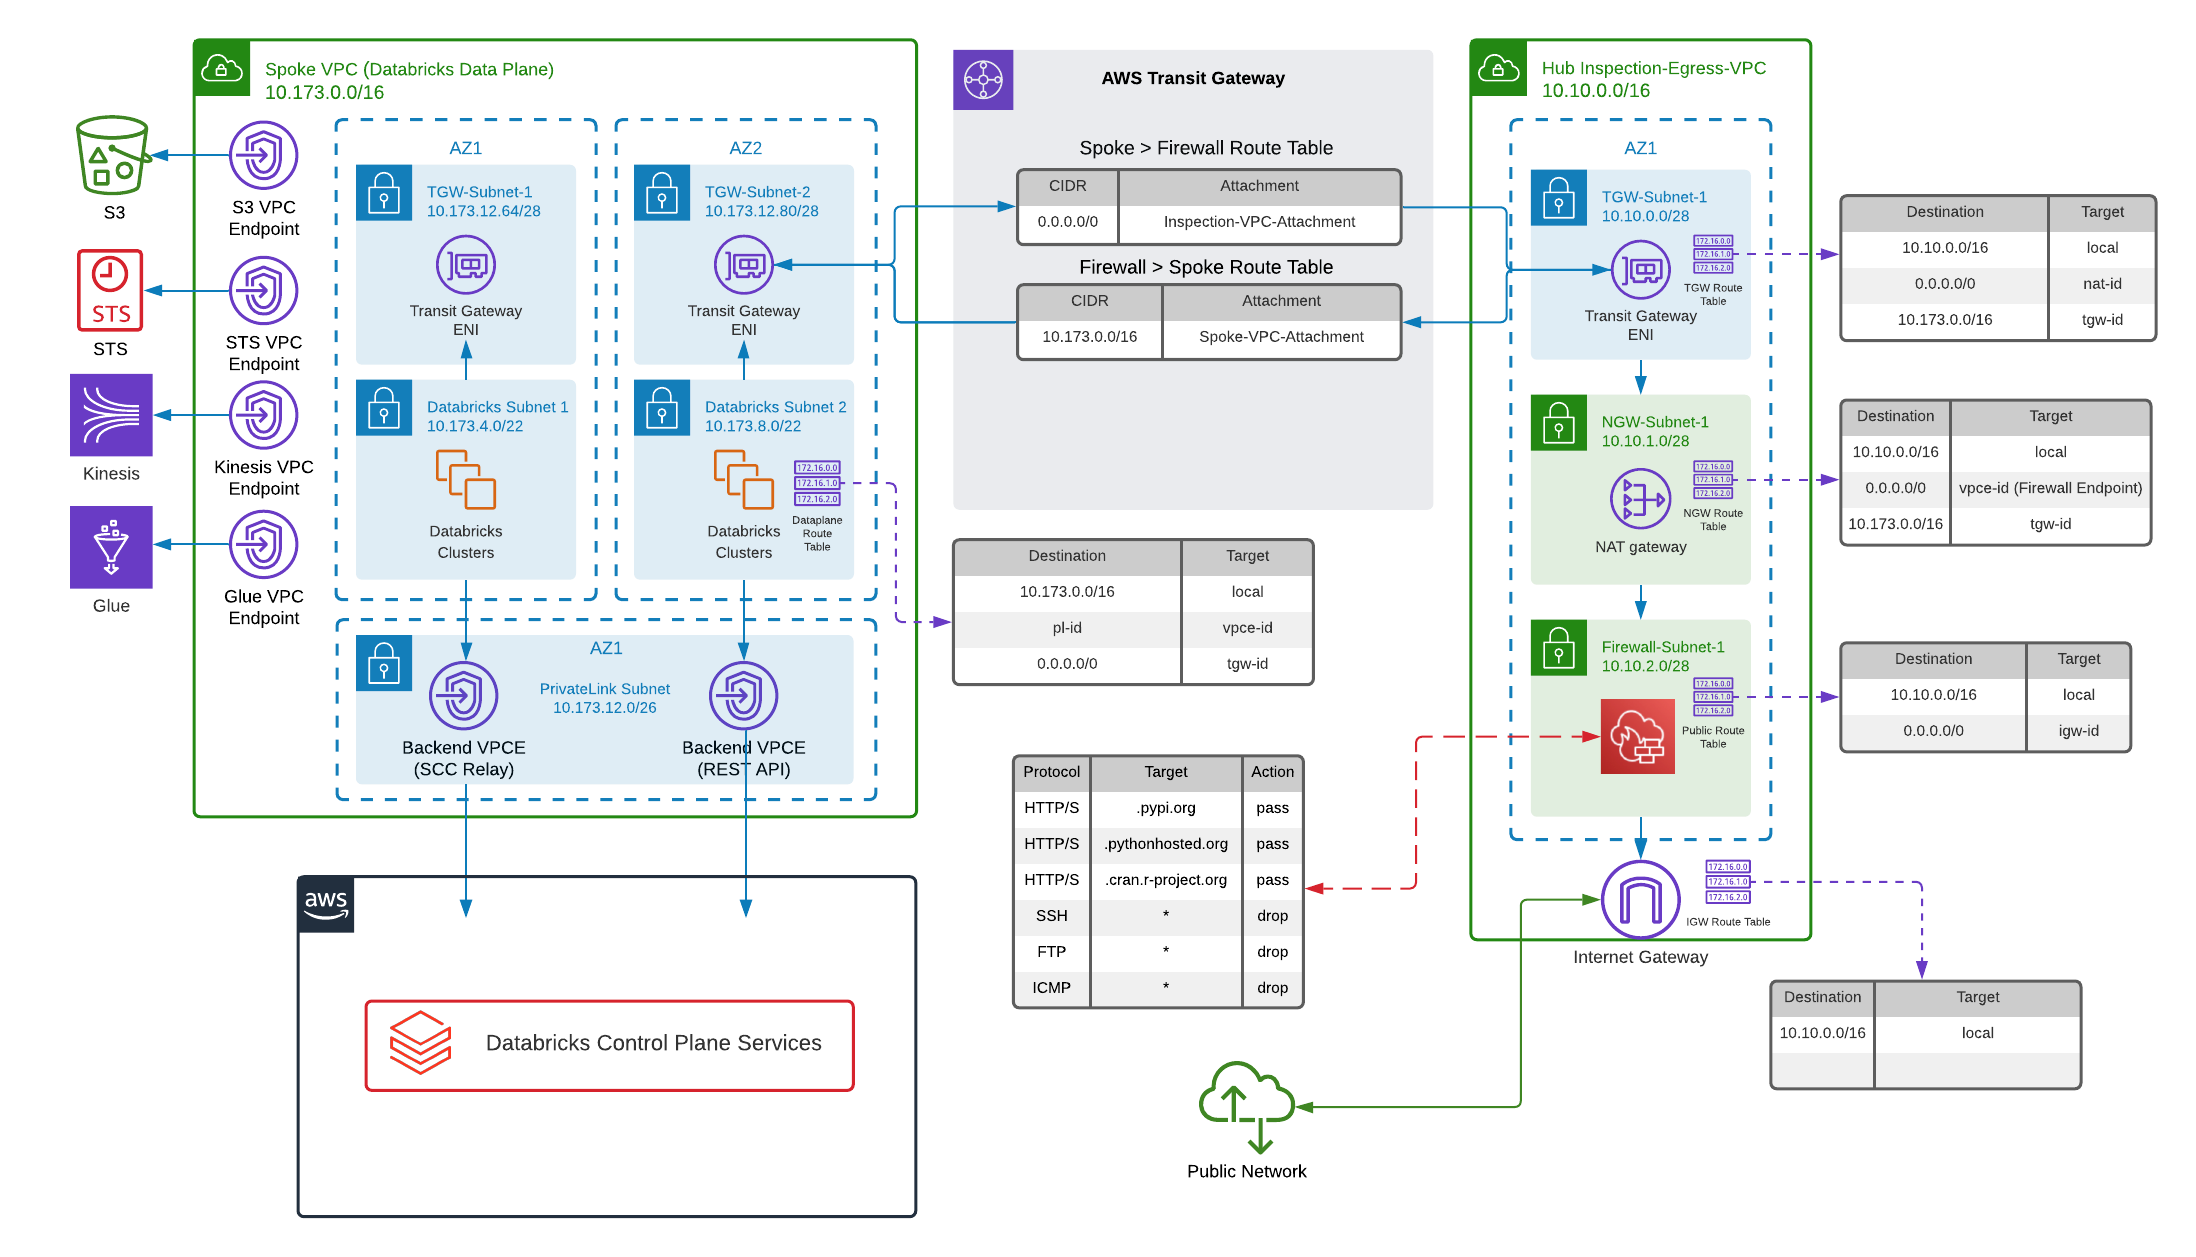 Spoke VPC (Databricks Data Plane)
10.173.0.0/16
S3
S3 VPC
Endpoint
STS
STS
STS VPC
Endpoint
Kinesis
Kinesis VPC
Endpoint
Glue
Glue VPC
Endpoint
AZ1
TGW-Subnet-1
10.173.12.64/28
Transit Gateway
ENI
Databricks Subnet 1
10.173.4.0/22
Databricks
Clusters
AZ2
TGW-Subnet-2
10.173.12.80/28
Transit Gateway
ENI
Databricks Subnet 2
10.173.8.0/22
Databricks
Clusters
172.16.0.0
172.16.1.0
172.16.2.0
Dataplane
Route
Table
AZ1
PrivateLink Subnet
10.173.12.0/26
Backend VPCE
(SCC Relay)
Backend VPCE
(REST API)
aws
Databricks Control Plane Services
AWS Transit Gateway
Spoke > Firewall Route Table
CIDR Attachment
0.0.0.0/0 Inspection-VPC-Attachment
Firewall > Spoke Route Table
CIDR Attachment
10.173.0.0/16 Spoke-VPC-Attachment
Destination Target
10.173.0.0/16 local
pl-id vpce-id
0.0.0.0/0 tgw-id
Protocol Target Action
HTTP/S .pypi.org pass
HTTP/S .pythonhosted.org pass
HTTP/S .cran.r-project.org pass
SSH * drop
FTP * drop
ICMP * drop
Public Network
Hub Inspection-Egress-VPC
10.10.0.0/16
AZ1
TGW-Subnet-1
10.10.0.0/28
172.16.0.0
172.16.1.0
172.16.2.0
TGW Route
Table
Transit Gateway
ENI
NGW-Subnet-1
10.10.1.0/28
172.16.0.0
172.16.1.0
172.16.2.0
NGW Route
Table
NAT gateway
Firewall-Subnet-1
10.10.2.0/28
172.16.0.0
172.16.1.0
172.16.2.0
Public Route
Table
172.16.0.0
172.16.1.0
172.16.2.0
IGW Route Table
Internet Gateway
Destination Target
10.10.0.0/16 local
0.0.0.0/0 nat-id
10.173.0.0/16 tgw-id
Destination Target
10.10.0.0/16 local
0.0.0.0/0 vpce-id (Firewall Endpoint)
10.173.0.0/16 tgw-id
Destination Target
10.10.0.0/16 local
0.0.0.0/0 igw-id
Destination Target
10.10.0.0/16 local